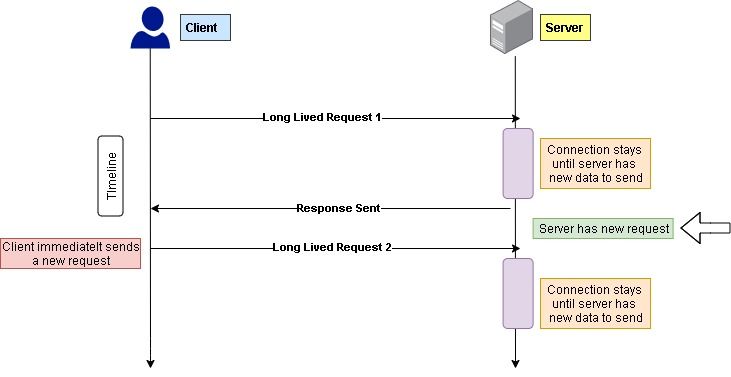 Client
Server
Long Lived Request 1
Timeline
Connection stays
until server has
new data to send
Response Sent
Server has new request
Client immediatelt sends
a new request
Long Lived Request 2
Connection stays
until server has
new data to send